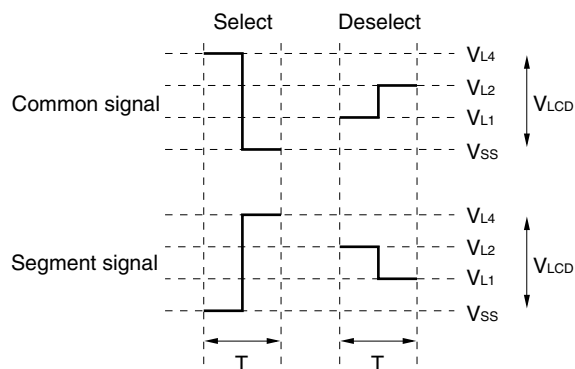 Select Deselect
VL4
VL2
Common signal
VLCD
VL1
VSS
VL4
VL2
Segment signal
VLCD
VL1
VSS
T T